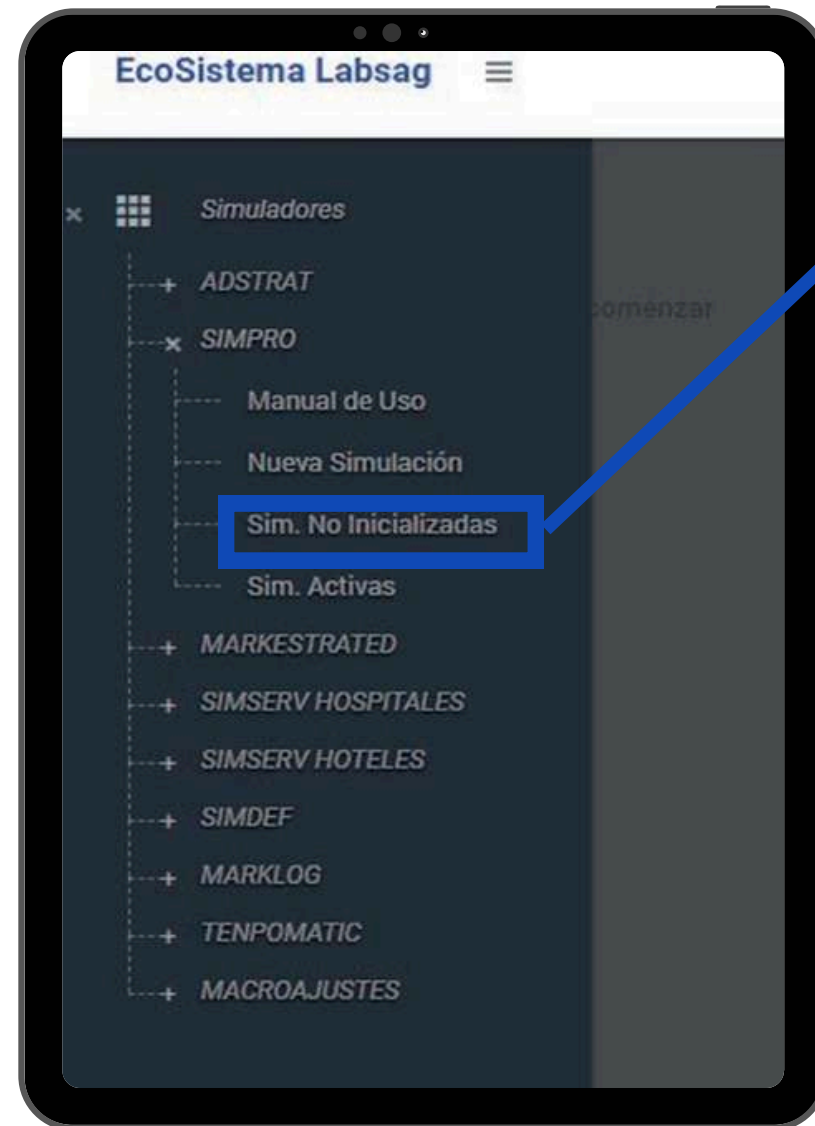 EcoSistema Labsag
Simuladores
ADSTRAT
comenzar
SIMPRO
Manual de Uso
Nueva Simulación
Sim. No Inicializadas
Sim. Activas
MARKESTRATED
SIMSERV HOSPITALES
SIMSERV HOTELES
SIMDEF
MARKLOG
TENPOMATIC
MACROAJUSTES